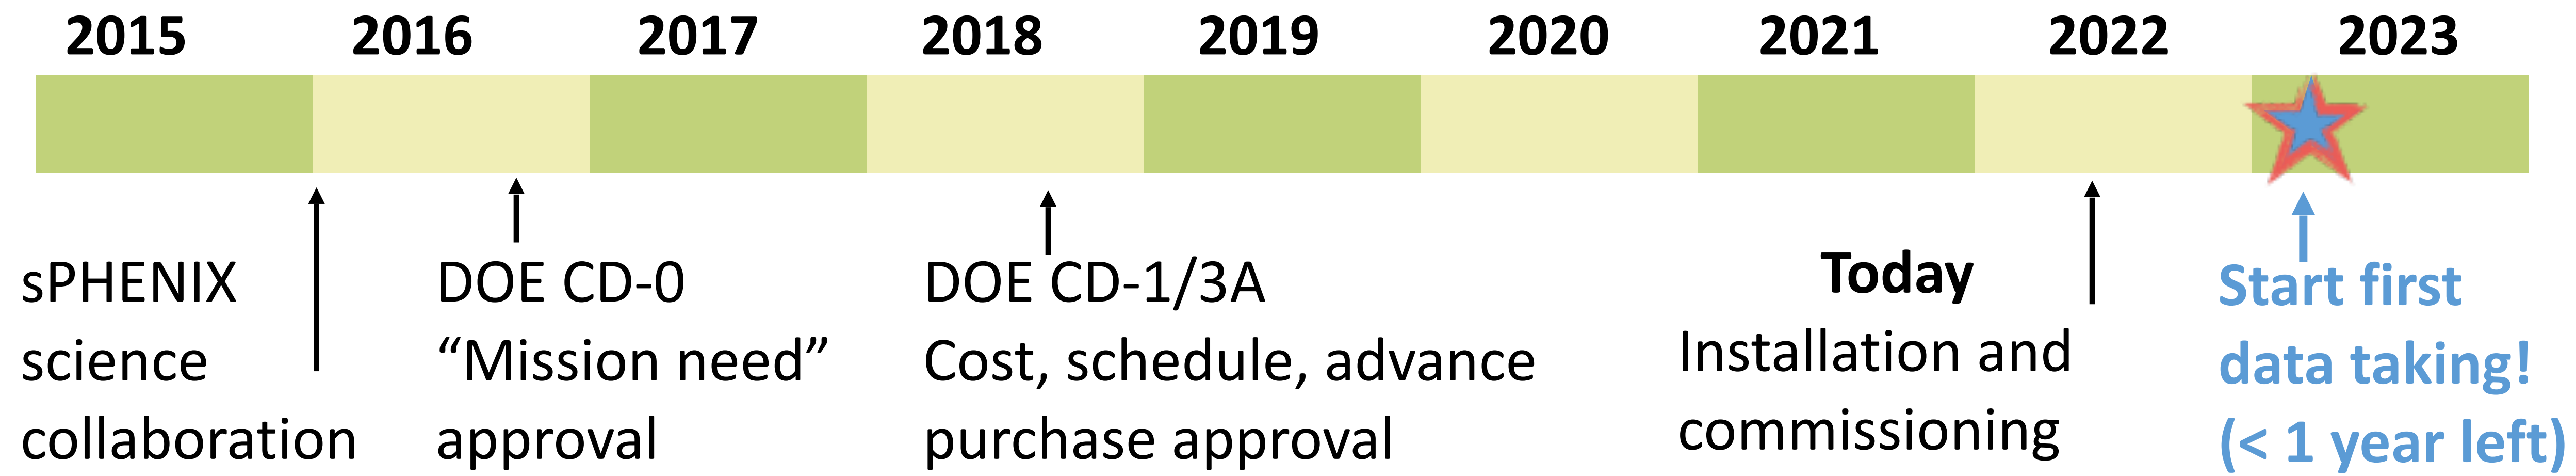 2015 2016 2017 2018 2019 2020 2021 2022 2023
sPHENIX
science
collaboration
DOE CD-0
“Mission need”
approval
DOE CD-1/3A
Cost, schedule, advance
purchase approval
Today
Installation and
commissioning
Start first
data taking!
(< 1 year left)